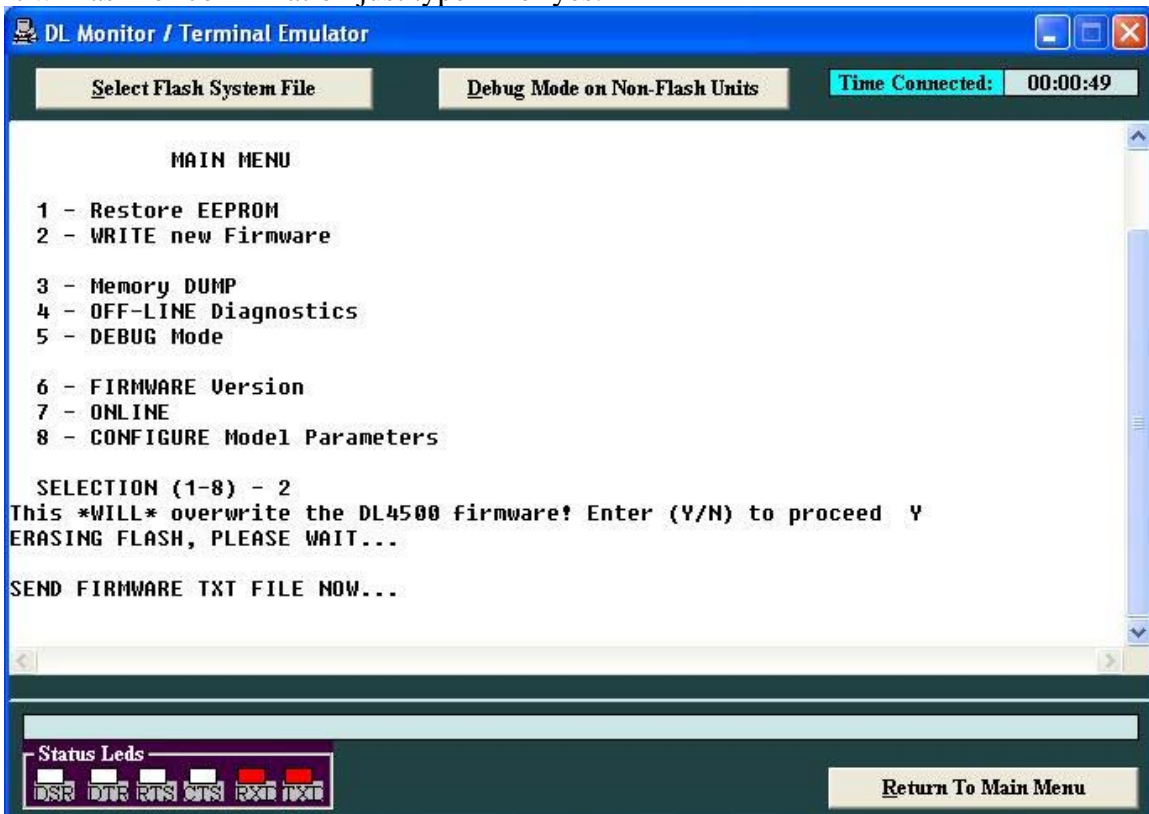 DL Monitor / Terminal Emulator
Select Flash System File
Debug Mode on Non-Flash Units
Time Connected: 00:00:49
MAIN MENU
1 - Restore EEPROM
2 - WRITE new Firmware
3 - Memory DUMP
4 - OFF-LINE Diagnostics
5 - DEBUG Mode
6 - FIRMWARE Version
7 - ONLINE
8 - CONFIGURE Model Parameters
SELECTION (1-8) - 2
This *WILL* overwrite the DL4500 firmware! Enter (Y/N) to proceed  Y
ERASING FLASH, PLEASE WAIT...
SEND FIRMWARE TXT FILE NOW...
Status Leds
DSR DTR RTS CTS RXD TXD
Return To Main Menu